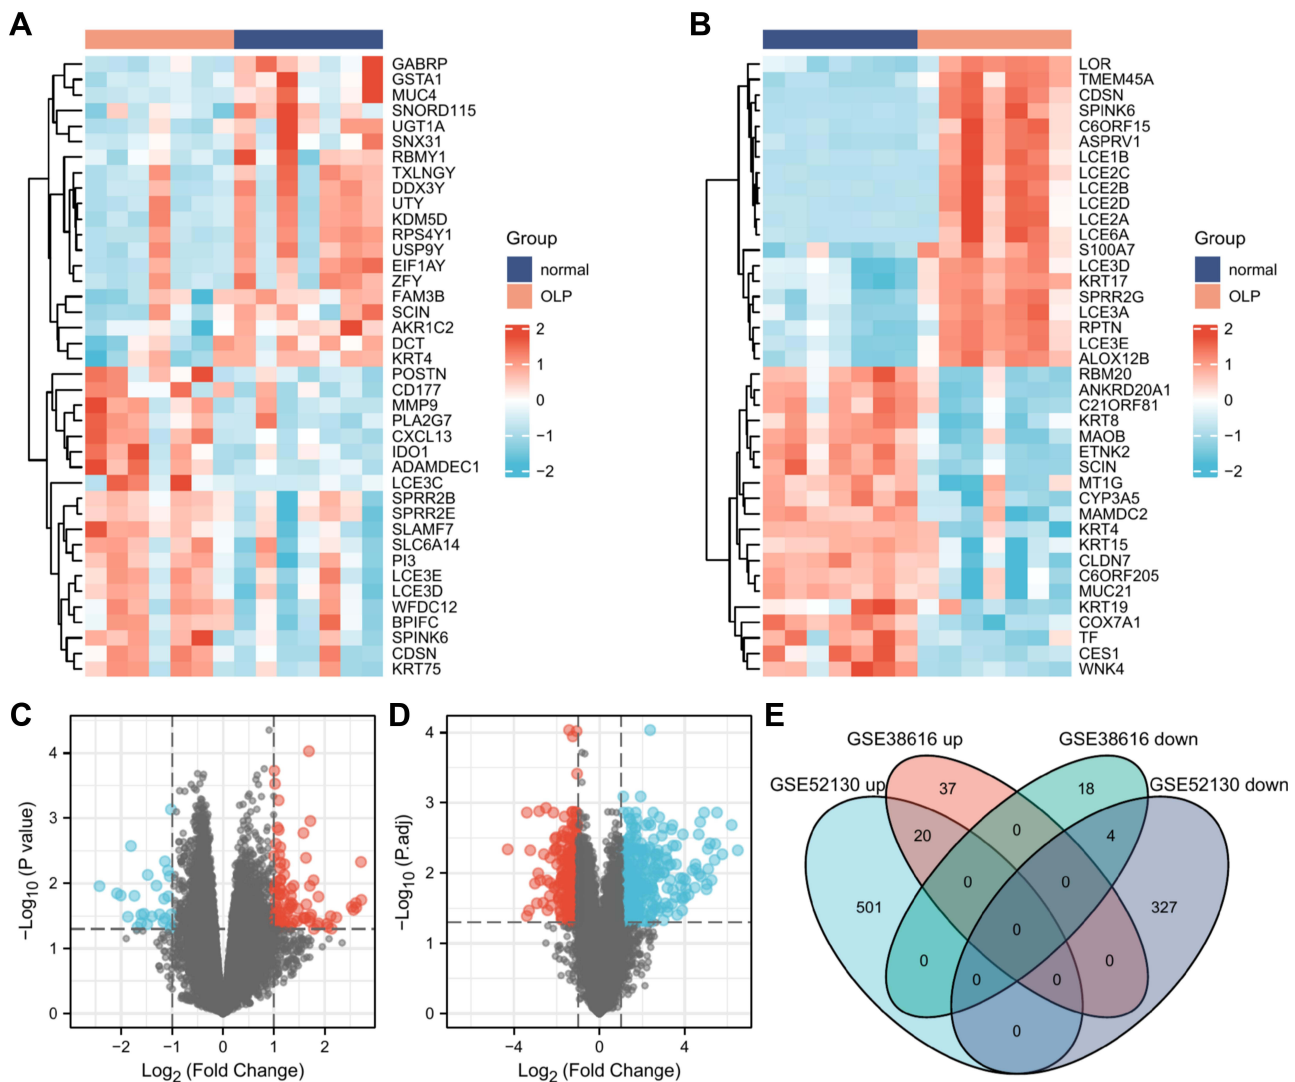 A
GABRP
GSTA1
MUC4
SNORD115
UGT1A
SNX31
RBMY1
TXLNGY
DDX3Y
UTY
KDM5D
RPS4Y1
USP9Y
EIF1AY
ZFY
FAM3B
SCIN
AKR1C2
DCT
KRT4
POSTN
CD177
MMP9
PLA2G7
CXCL13
IDO1
ADAMDEC1
LCE3C
SPRR2B
SPRR2E
SLAMF7
SLC6A14
PI3
LCE3E
LCE3D
WFDC12
BPIFC
SPINK6
CDSN
KRT75
Group
normal
OLP
2
1
0
−1
−2
B
LOR
TMEM45A
CDSN
SPINK6
C6ORF15
ASPRV1
LCE1B
LCE2C
LCE2B
LCE2D
LCE2A
LCE6A
S100A7
LCE3D
KRT17
SPRR2G
LCE3A
RPTN
LCE3E
ALOX12B
RBM20
ANKRD20A1
C21ORF81
KRT8
MAOB
ETNK2
SCIN
MT1G
CYP3A5
MAMDC2
KRT4
KRT15
CLDN7
C6ORF205
MUC21
KRT19
COX7A1
TF
CES1
WNK4
Group
normal
OLP
2
1
0
−1
−2
C
−Log10 (P value)
4
3
2
1
0
−2 −1 0 2
Log2 (Fold Change)
D
−Log10 (P.adj)
4
3
2
1
0
−4 0 4
Log2 (Fold Change)
E
GSE38616 up GSE38616 down
GSE52130 up GSE52130 down
37 18
20 0 4
0 0
501 0 327
0 0
0 0
0